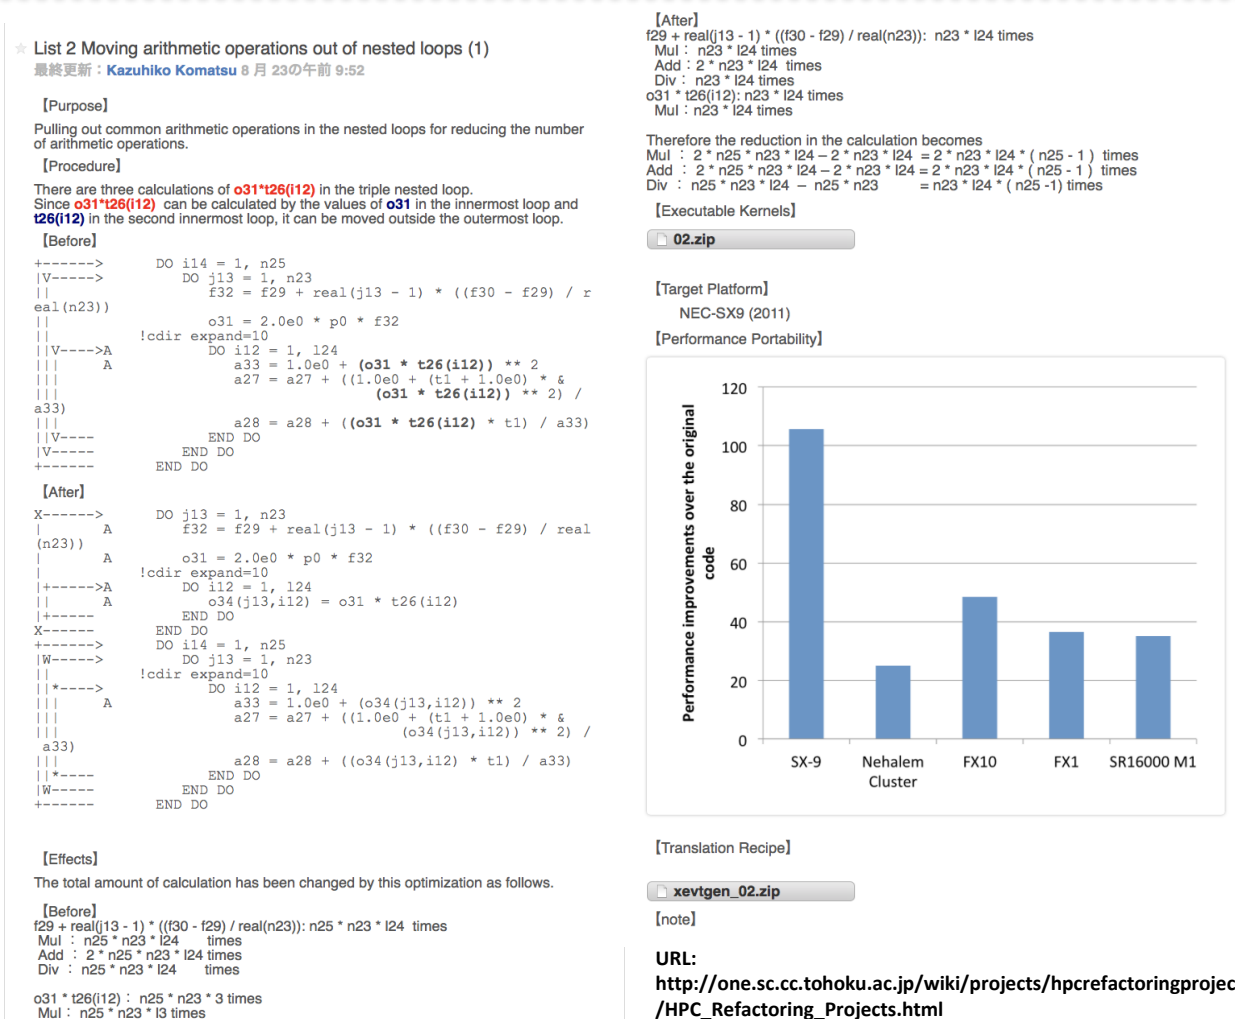 List 2 Moving arithmetic operations out of nested loops (1)
最終更新：Kazuhiko Komatsu 8 月 23の午前 9:52
【Purpose】
Pulling out common arithmetic operations in the nested loops for reducing the number
of arithmetic operations.
【Procedure】
There are three calculations of o31*t26(i12) in the triple nested loop.
Since o31*t26(i12)  can be calculated by the values of o31 in the innermost loop and
t26(i12) in the second innermost loop, it can be moved outside the outermost loop.
【Before】
+------>      DO i14 = 1, n25
|V----->        DO j13 = 1, n23
||                f32 = f29 + real(j13 - 1) * ((f30 - f29) / r
eal(n23))
||                o31 = 2.0e0 * p0 * f32
||          !cdir expand=10
||V---->A         DO i12 = 1, l24
|||     A           a33 = 1.0e0 + (o31 * t26(i12)) ** 2
|||                 a27 = a27 + ((1.0e0 + (t1 + 1.0e0) * &
|||                            (o31 * t26(i12)) ** 2) /
a33)
|||                 a28 = a28 + ((o31 * t26(i12) * t1) / a33)
||V----           END DO
|V-----         END DO
+------       END DO
【After】
X------>      DO j13 = 1, n23
|       A       f32 = f29 + real(j13 - 1) * ((f30 - f29) / real
(n23))
|       A       o31 = 2.0e0 * p0 * f32
|           !cdir expand=10
|+----->A       DO i12 = 1, l24
||      A         o34(j13,i12) = o31 * t26(i12)
|+-----         END DO
X------       END DO
+------>      DO i14 = 1, n25
|W----->        DO j13 = 1, n23
||          !cdir expand=10
||*---->          DO i12 = 1, l24
|||     A           a33 = 1.0e0 + (o34(j13,i12)) ** 2
|||                 a27 = a27 + ((1.0e0 + (t1 + 1.0e0) * &
|||                              (o34(j13,i12)) ** 2) /
a33)
|||                 a28 = a28 + ((o34(j13,i12) * t1) / a33)
||*----           END DO
|W-----         END DO
+------       END DO
【Effects】
The total amount of calculation has been changed by this optimization as follows.
【Before】
f29 + real(j13 - 1) * ((f30 - f29) / real(n23)): n25 * n23 * l24  times
Mul： n25 * n23 * l24 times
Add： 2 * n25 * n23 * l24 times
Div： n25 * n23 * l24 times
o31 * t26(i12)： n25 * n23 * 3 times
Mul： n25 * n23 * l3 times
【After】
f29 + real(j13 - 1) * ((f30 - f29) / real(n23)):  n23 * l24 times
Mul： n23 * l24 times
Add：2 * n23 * l24  times
Div： n23 * l24 times
o31 * t26(i12): n23 * l24 times
Mul：n23 * l24 times
Therefore the reduction in the calculation becomes
Mul ： 2 * n25 * n23 * l24 – 2 * n23 * l24  = 2 * n23 * l24 * ( n25 - 1 )  times
Add ： 2 * n25 * n23 * l24 – 2 * n23 * l24 = 2 * n23 * l24 * ( n25 - 1 )  times
Div ： n25 * n23 * l24  –  n25 * n23 = n23 * l24 * ( n25 -1) times
【Executable Kernels】
02.zip
【Target Platform】
NEC-SX9 (2011)
【Performance Portability】
Performance improvements over the original
code
120
100
80
60
40
20
0
SX-9
Nehalem
Cluster
FX10
FX1
SR16000 M1
【Translation Recipe】
xevtgen_02.zip
【note】
URL:
http://one.sc.cc.tohoku.ac.jp/wiki/projects/hpcrefactoringprojec
/HPC_Refactoring_Projects.html